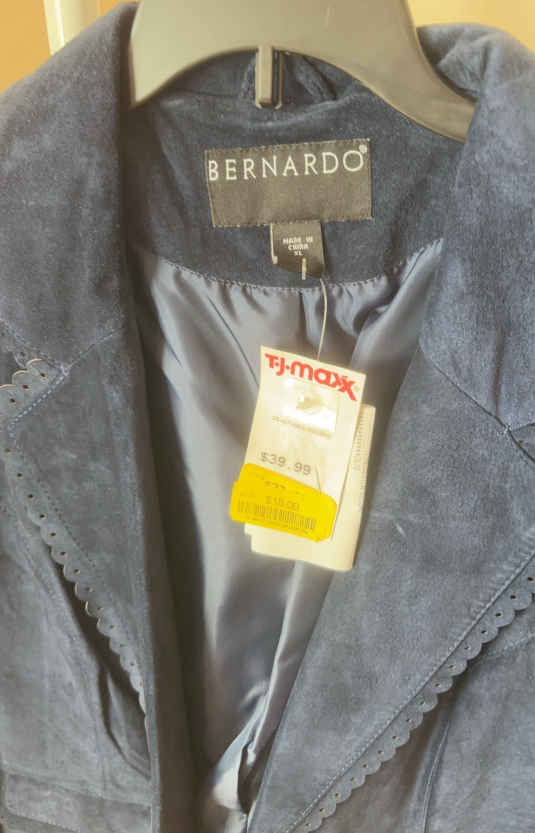 BERNARDO®
MADE IN
CHINA
XL
T·J·maxx
$39.99
$18.00